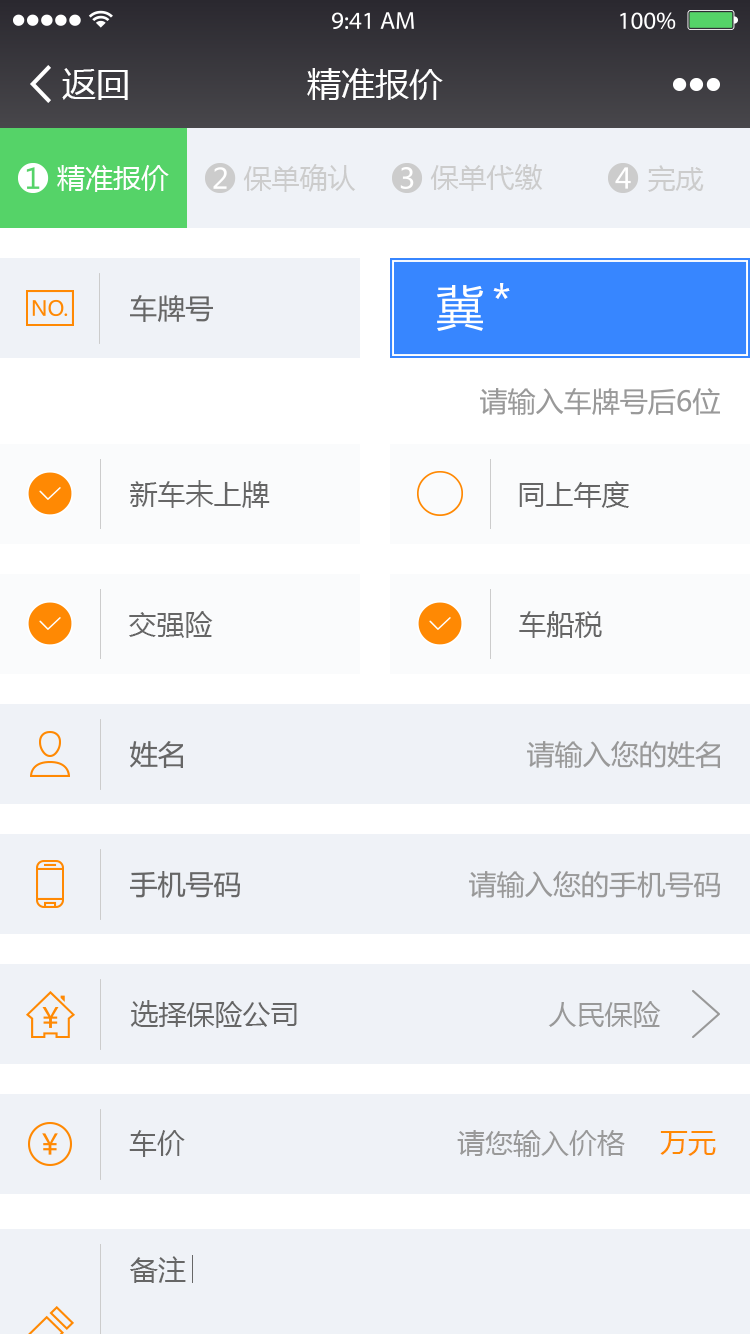 9:41 AM 100%
返回 精准报价
1 精准报价 2 保单确认 3 保单代缴 4 完成
NO. 车牌号 冀*
请输入车牌号后6位
新车未上牌 同上年度
交强险 车船税
姓名 请输入您的姓名
手机号码 请输入您的手机号码
¥ 选择保险公司 人民保险
¥ 车价 请您输入价格 万元
备注